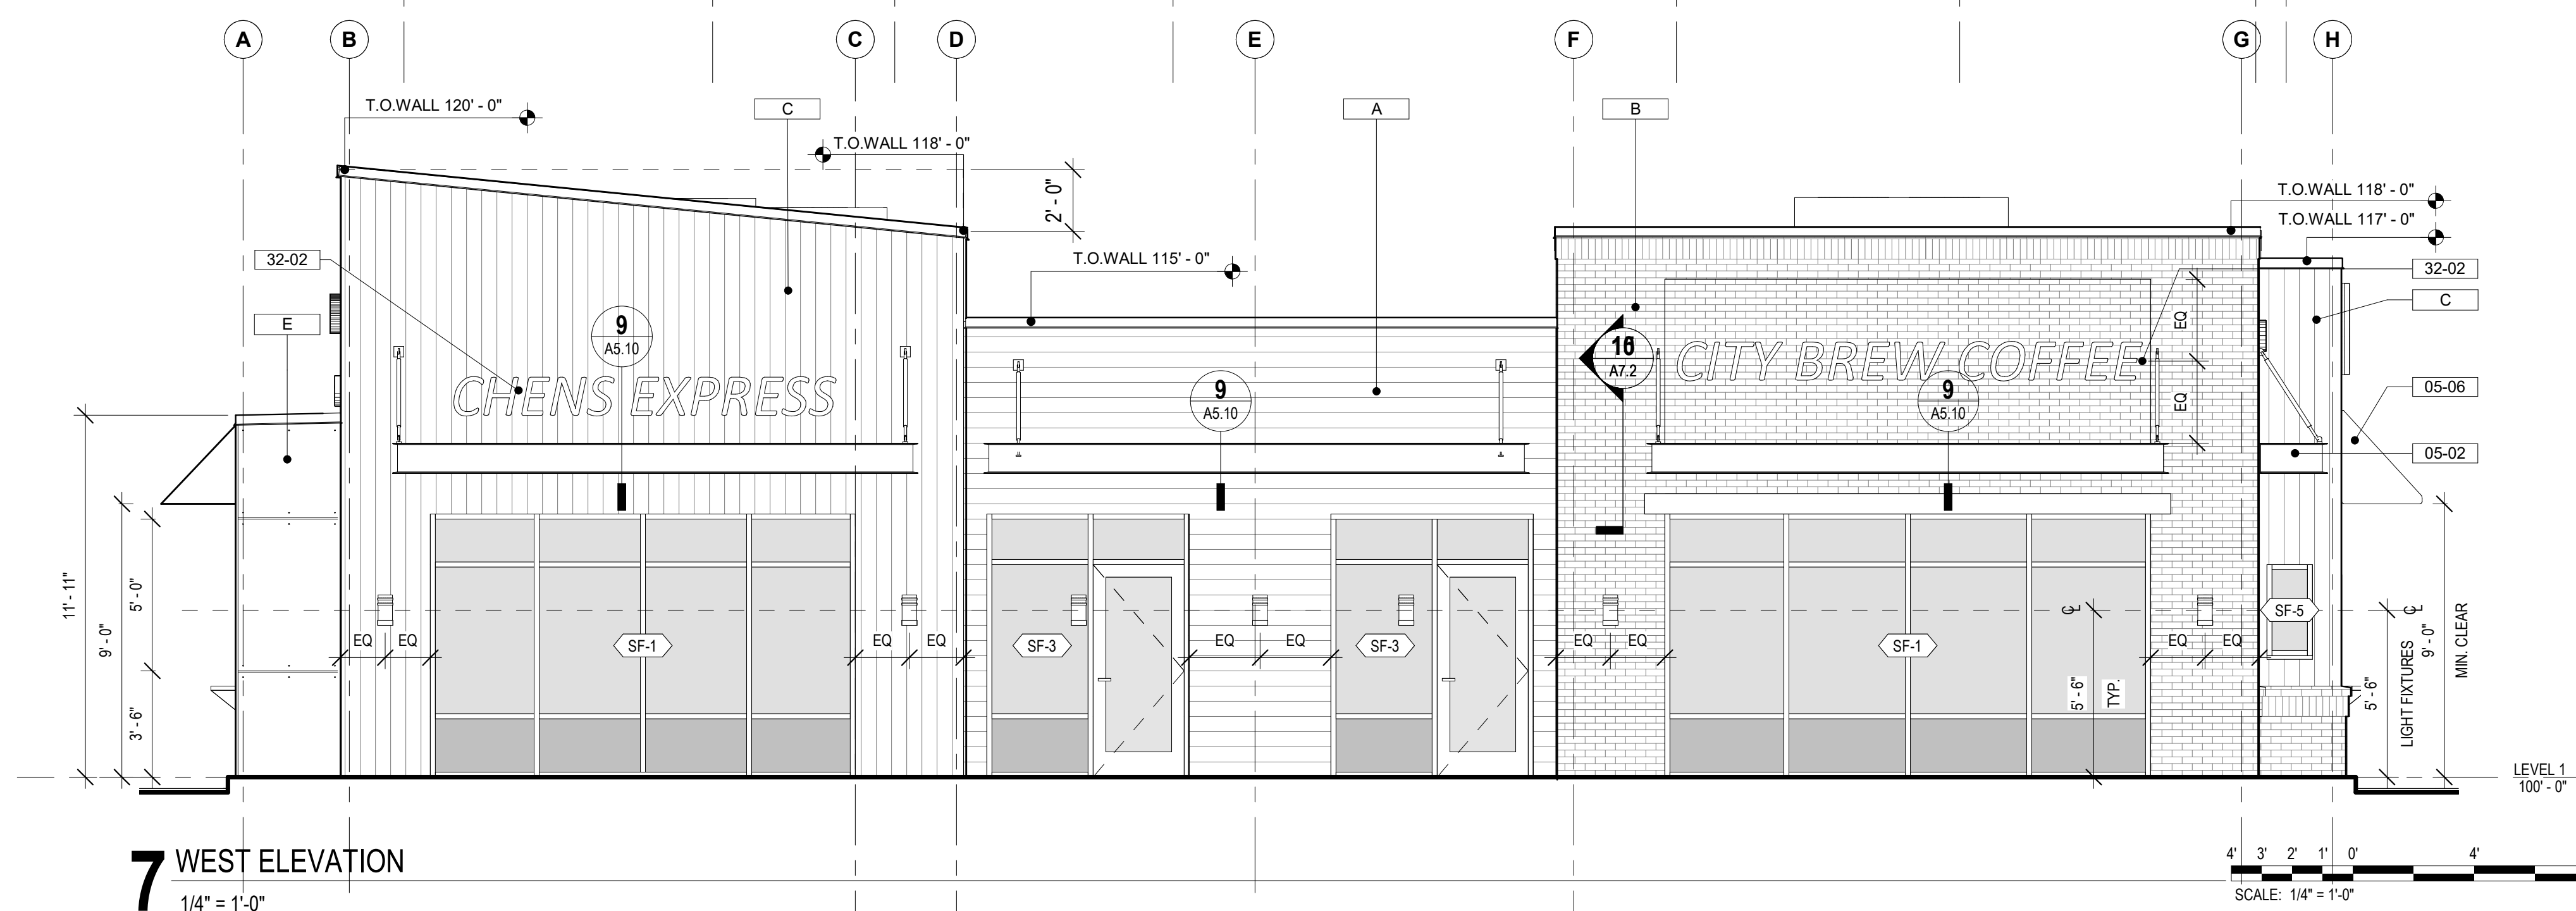 A B C D E F G H
T.O.WALL 120' - 0"
C
A
B
T.O.WALL 118' - 0"
2' - 0"
T.O.WALL 118' - 0"
T.O.WALL 117' - 0"
T.O.WALL 115' - 0"
32-02
32-02
C
E
9
A5.10
EQ
A7.2
CITY BREW COFFEE
CHENS EXPRESS
9
A5.10
9
A5.10
EQ
05-06
05-02
11' - 11"
9' - 0"
5' - 0"
3' - 6"
EQ EQ
SF-1
EQ EQ
SF-3
EQ EQ
SF-3
EQ EQ
SF-1
EQ EQ
SF-5
5' - 6"
TYP.
5' - 6"
LIGHT FIXTURES
9' - 0"
MIN. CLEAR
LEVEL 1
100' - 0"
7 WEST ELEVATION
1/4" = 1'-0"
4' 3' 2' 1' 0' 4'
SCALE: 1/4" = 1'-0"